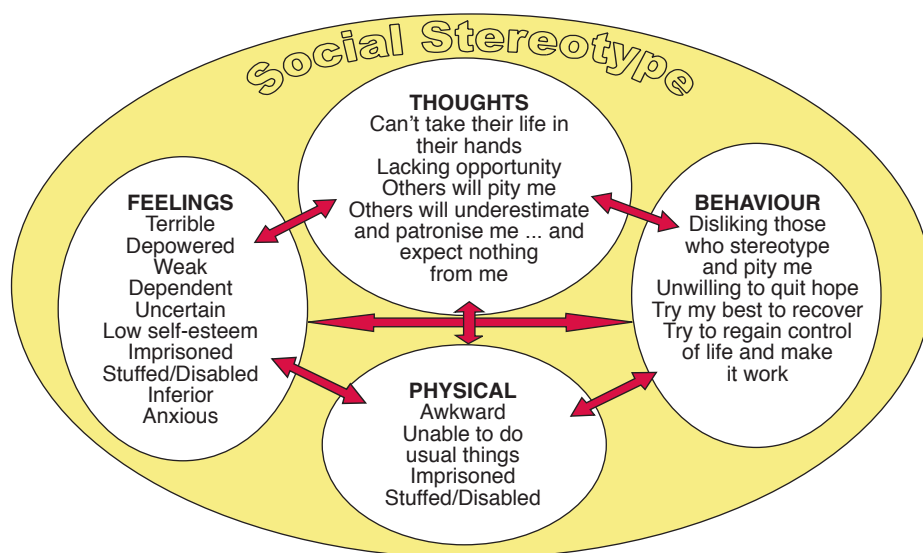 Social Stereotype
THOUGHTS
Can't take their life in
their hands
Lacking opportunity
Others will pity me
Others will underestimate
and patronise me ... and
expect nothing
from me
FEELINGS
Terrible
Depowered
Weak
Dependent
Uncertain
Low self-esteem
Imprisoned
Stuffed/Disabled
Inferior
Anxious
BEHAVIOUR
Disliking those
who stereotype
and pity me
Unwilling to quit hope
Try my best to recover
Try to regain control
of life and make
it work
PHYSICAL
Awkward
Unable to do
usual things
Imprisoned
Stuffed/Disabled